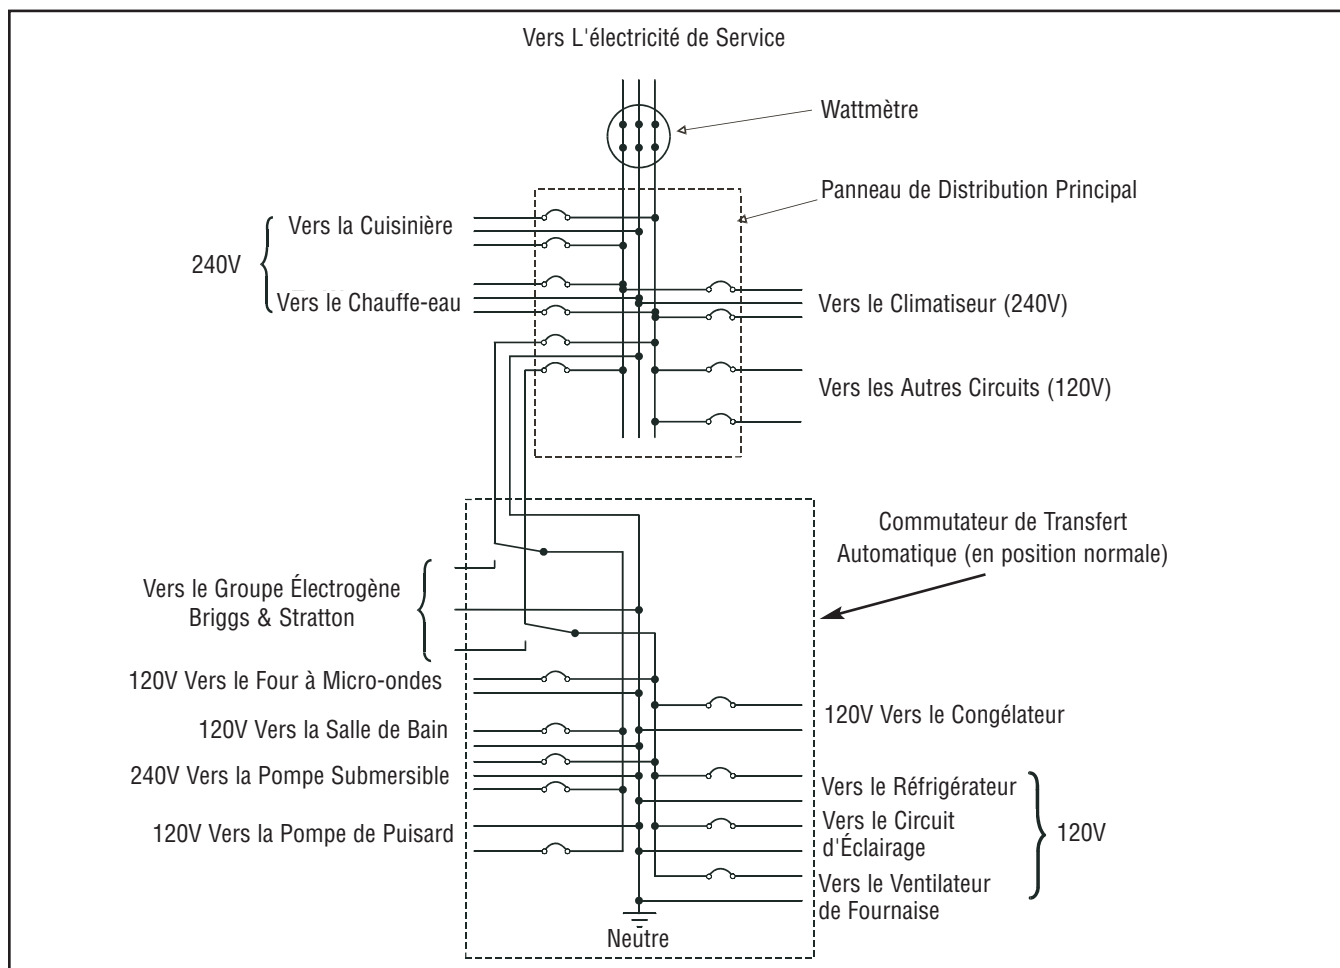 Vers L'électricité de Service
Wattmètre
Panneau de Distribution Principal
Vers la Cuisinière
240V
Vers le Chauffe-eau
Vers le Climatiseur (240V)
Vers les Autres Circuits (120V)
Commutateur de Transfert
Automatique (en position normale)
Vers le Groupe Électrogène
Briggs & Stratton
120V Vers le Four à Micro-ondes
120V Vers la Salle de Bain
240V Vers la Pompe Submersible
120V Vers la Pompe de Puisard
120V Vers le Congélateur
Vers le Réfrigérateur
Vers le Circuit
d'Éclairage
120V
Vers le Ventilateur
de Fournaise
Neutre